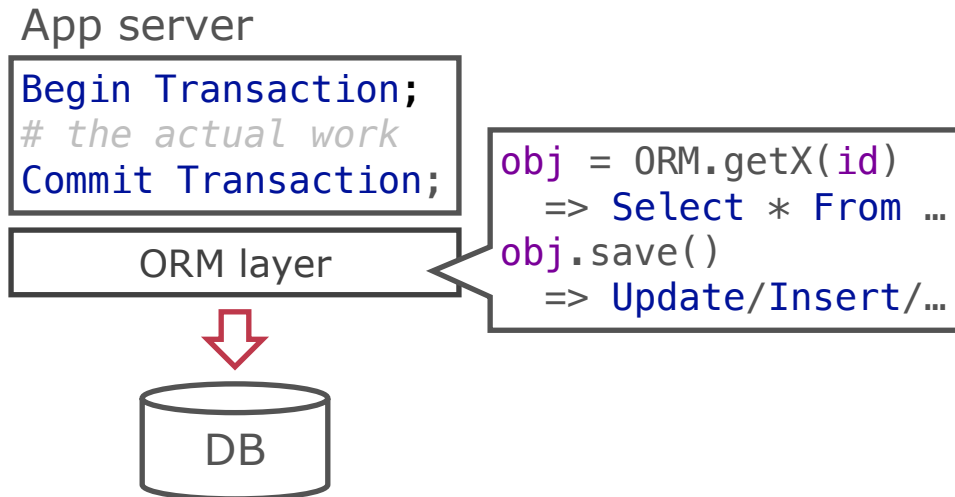 App server
Begin Transaction;
# the actual work
Commit Transaction;
ORM layer
obj = ORM.getX(id)
=> Select * From …
obj.save()
=> Update/Insert/…
DB